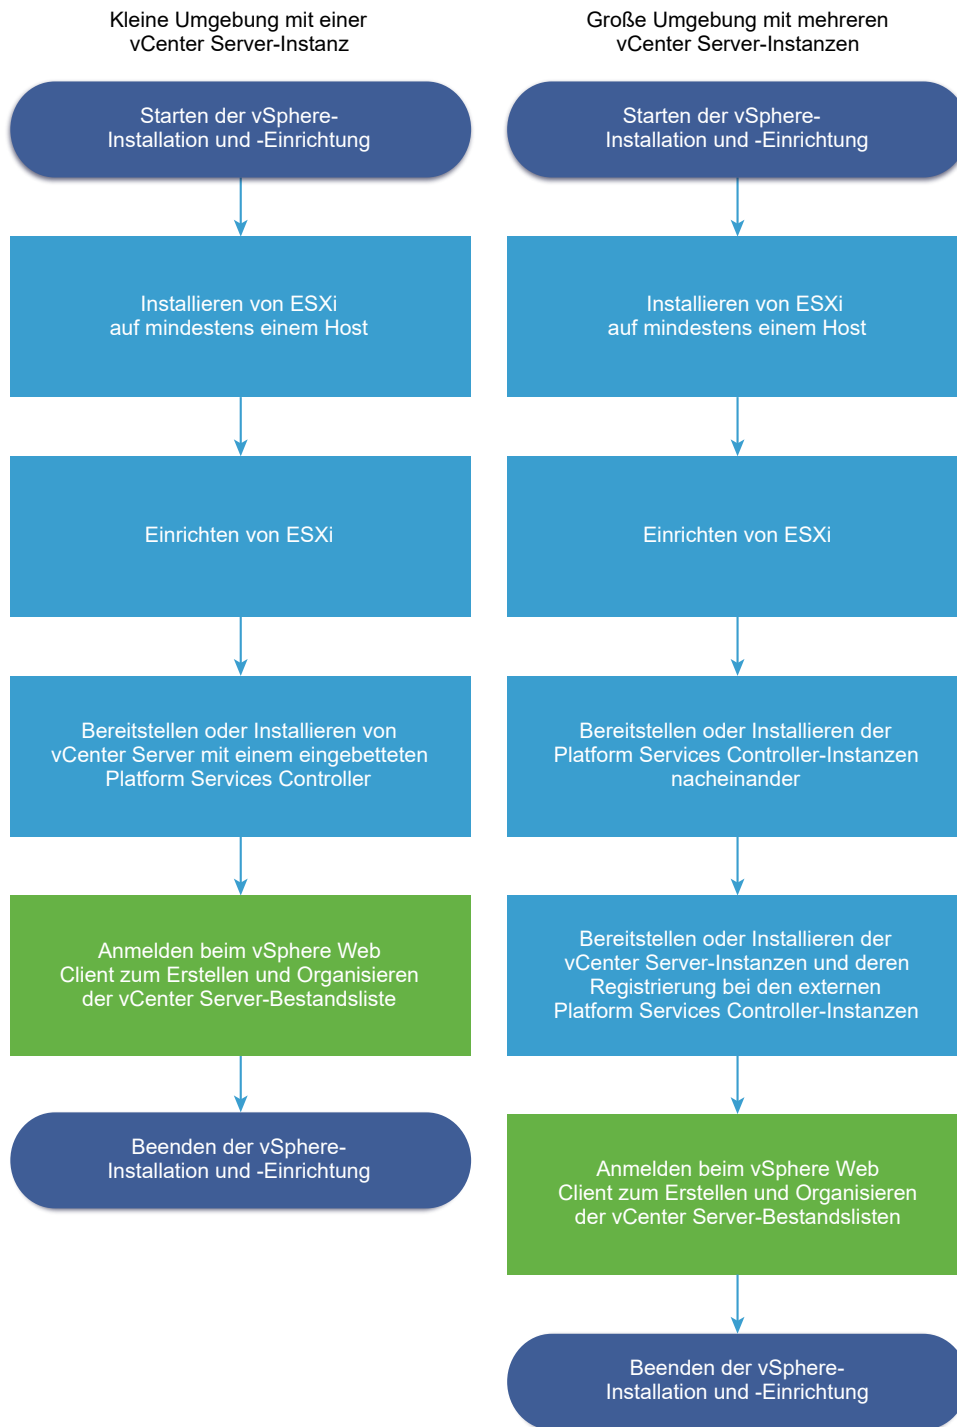 Kleine Umgebung mit einer
vCenter Server-Instanz
Starten der vSphere-
Installation und -Einrichtung
Installieren von ESXi
auf mindestens einem Host
Einrichten von ESXi
Bereitstellen oder Installieren von
vCenter Server mit einem eingebetteten
Platform Services Controller
Anmelden beim vSphere Web
Client zum Erstellen und Organisieren
der vCenter Server-Bestandsliste
Beenden der vSphere-
Installation und -Einrichtung
Große Umgebung mit mehreren
vCenter Server-Instanzen
Starten der vSphere-
Installation und -Einrichtung
Installieren von ESXi
auf mindestens einem Host
Einrichten von ESXi
Bereitstellen oder Installieren der
Platform Services Controller-Instanzen
nacheinander
Bereitstellen oder Installieren der
vCenter Server-Instanzen und deren
Registrierung bei den externen
Platform Services Controller-Instanzen
Anmelden beim vSphere Web
Client zum Erstellen und Organisieren
der vCenter Server-Bestandslisten
Beenden der vSphere-
Installation und -Einrichtung